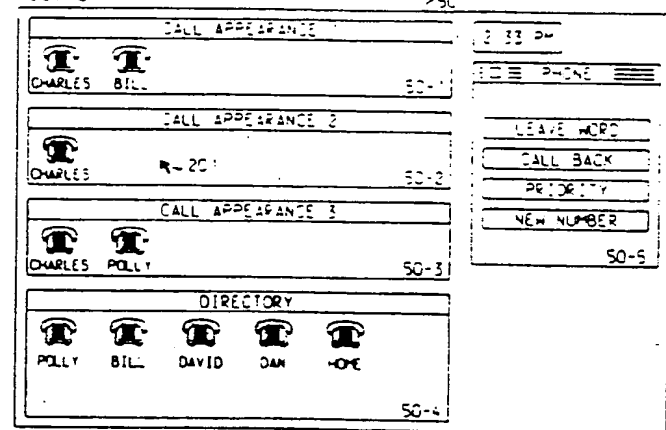 50
CALL APPEARANCE 1
CHARLES BILL
50-1
CALL APPEARANCE 2
CHARLES
201
50-2
CALL APPEARANCE 3
CHARLES POLLY
50-3
DIRECTORY
POLLY BILL DAVID DAN HOME
50-4
2 33 PM
PHONE
LEAVE WORD
CALL BACK
PRIORITY
NEW NUMBER
50-5